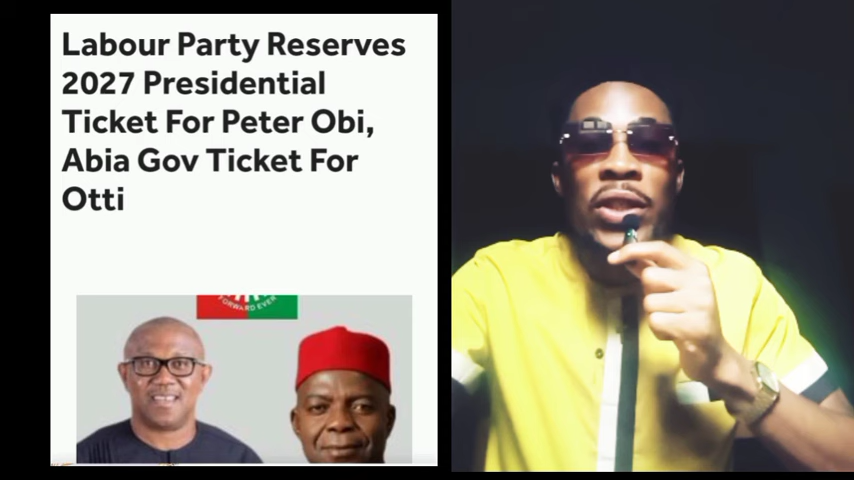 Labour Party Reserves
2027 Presidential
Ticket For Peter Obi,
Abia Gov Ticket For
Otti
FORWARD EVER